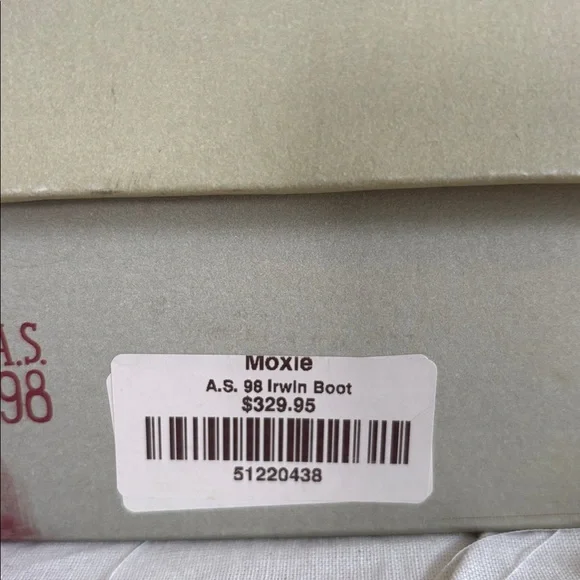 A.S.
98
Moxie
A.S. 98 Irwin Boot
$329.95
51220438